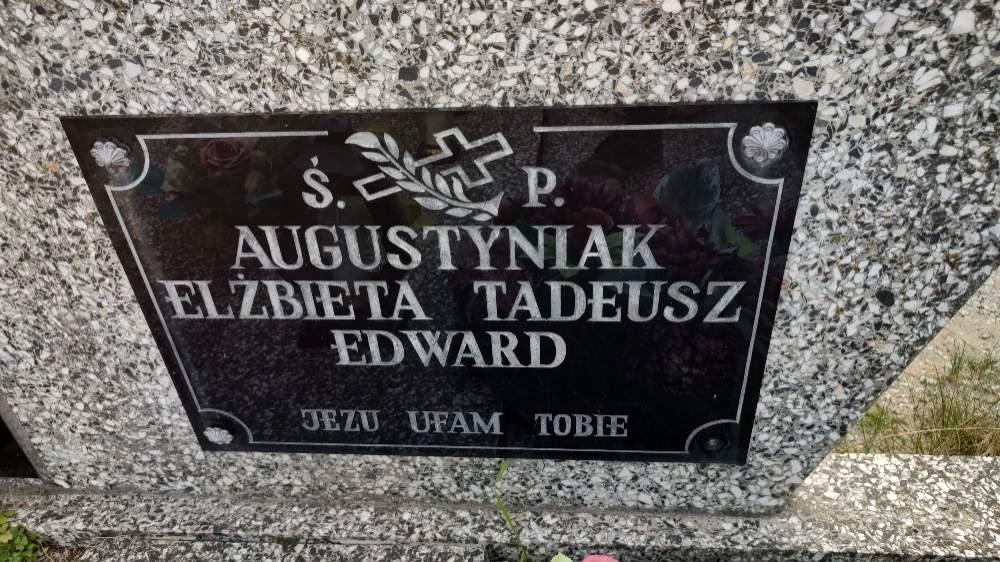 Ś. P.
AUGUSTYNIAK
ELŻBIETA TADEUSZ
EDWARD
JEZU UFAM TOBIE